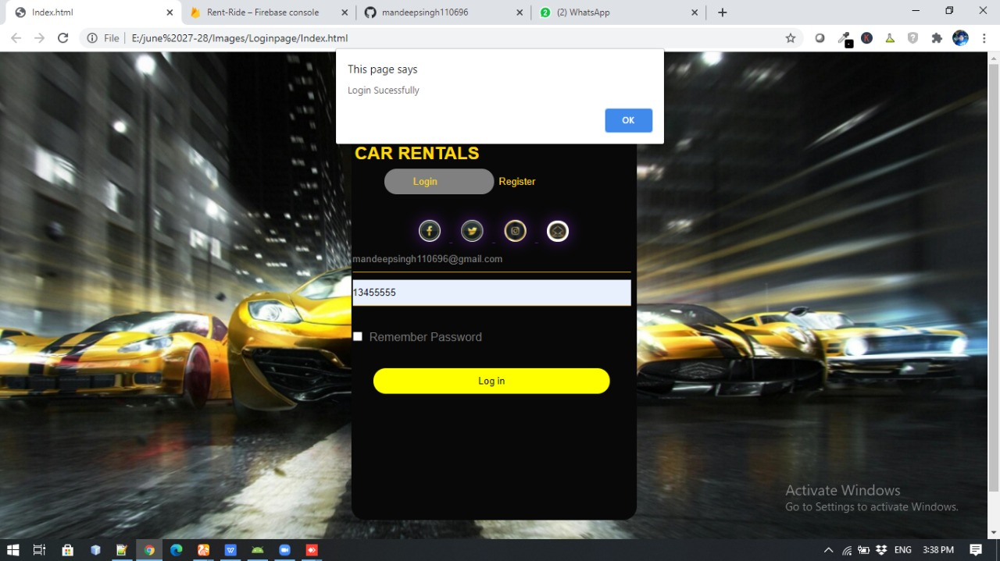 Index.html
Rent-Ride – Firebase console
mandeepsingh110696
2
(2) WhatsApp
File
E:/june%2027-28/Images/Loginpage/Index.html
K
This page says
Login Sucessfully
OK
CAR RENTALS
Login
Register
mandeepsingh110696@gmail.com
13455555
Remember Password
Log in
Activate Windows
Go to Settings to activate Windows.
ENG
3:38 PM